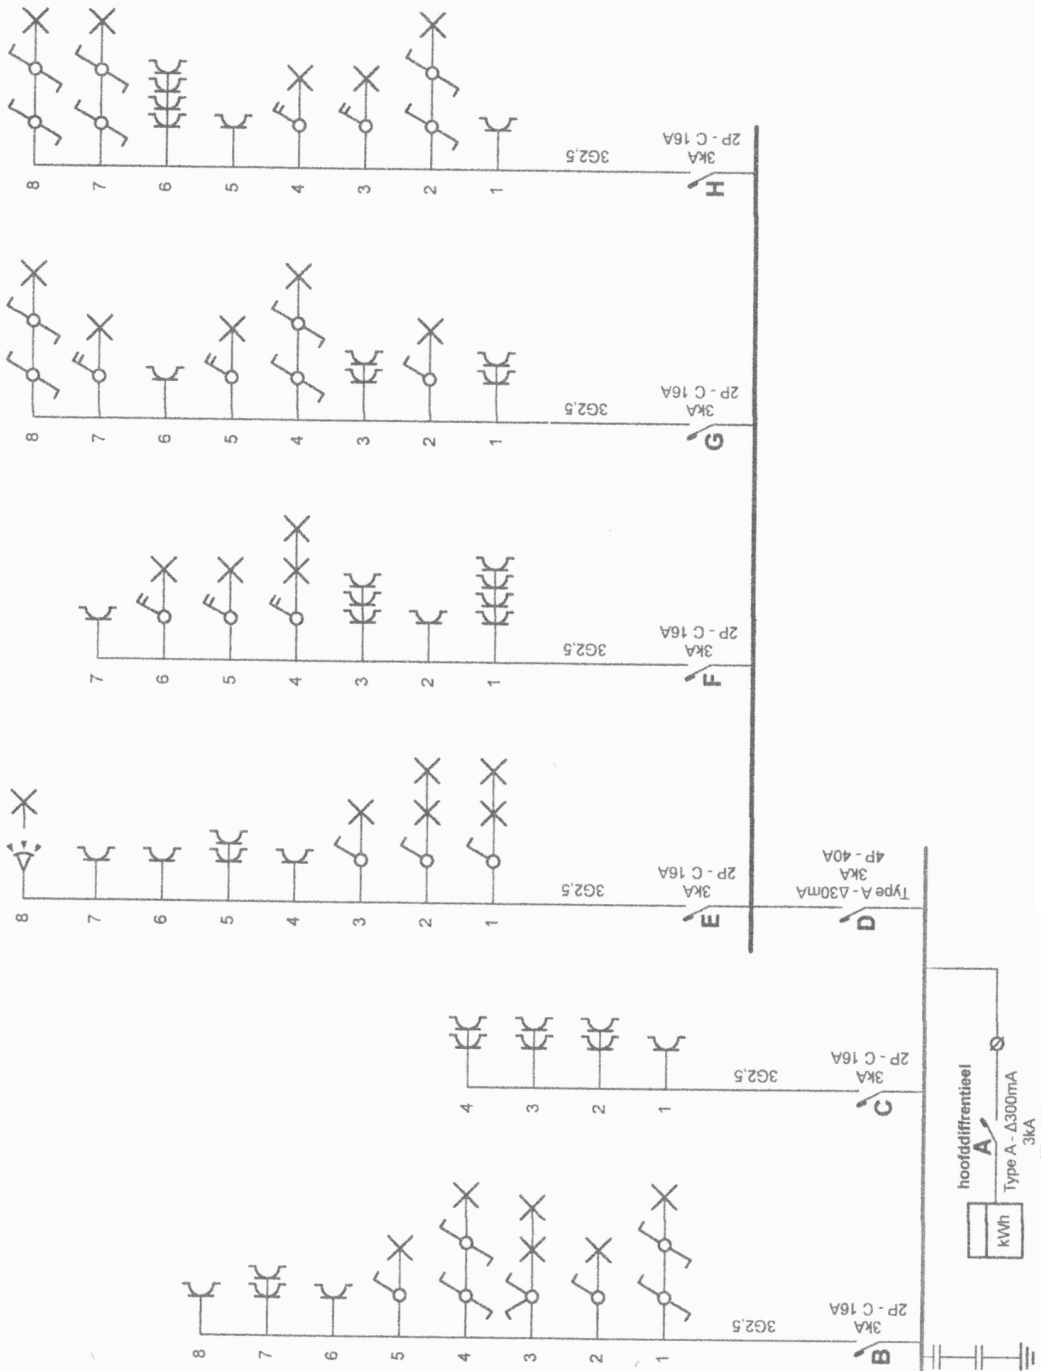 8
7
6
5
4
3
2
1
3G2,5
2P - C 16A
3kA
H
8
7
6
5
4
3
2
1
3G2,5
2P - C 16A
3kA
G
7
6
5
4
3
2
1
3G2,5
2P - C 16A
3kA
F
8
7
6
5
4
3
2
1
3G2,5
2P - C 16A
3kA
E
4P - 40A
3kA
Type A - Δ30mA
D
4
3
2
1
3G2,5
2P - C 16A
3kA
C
8
7
6
5
4
3
2
1
3G2,5
2P - C 16A
3kA
B
hoofddiffrentieel
A
Type A - Δ300mA
3kA
kWh